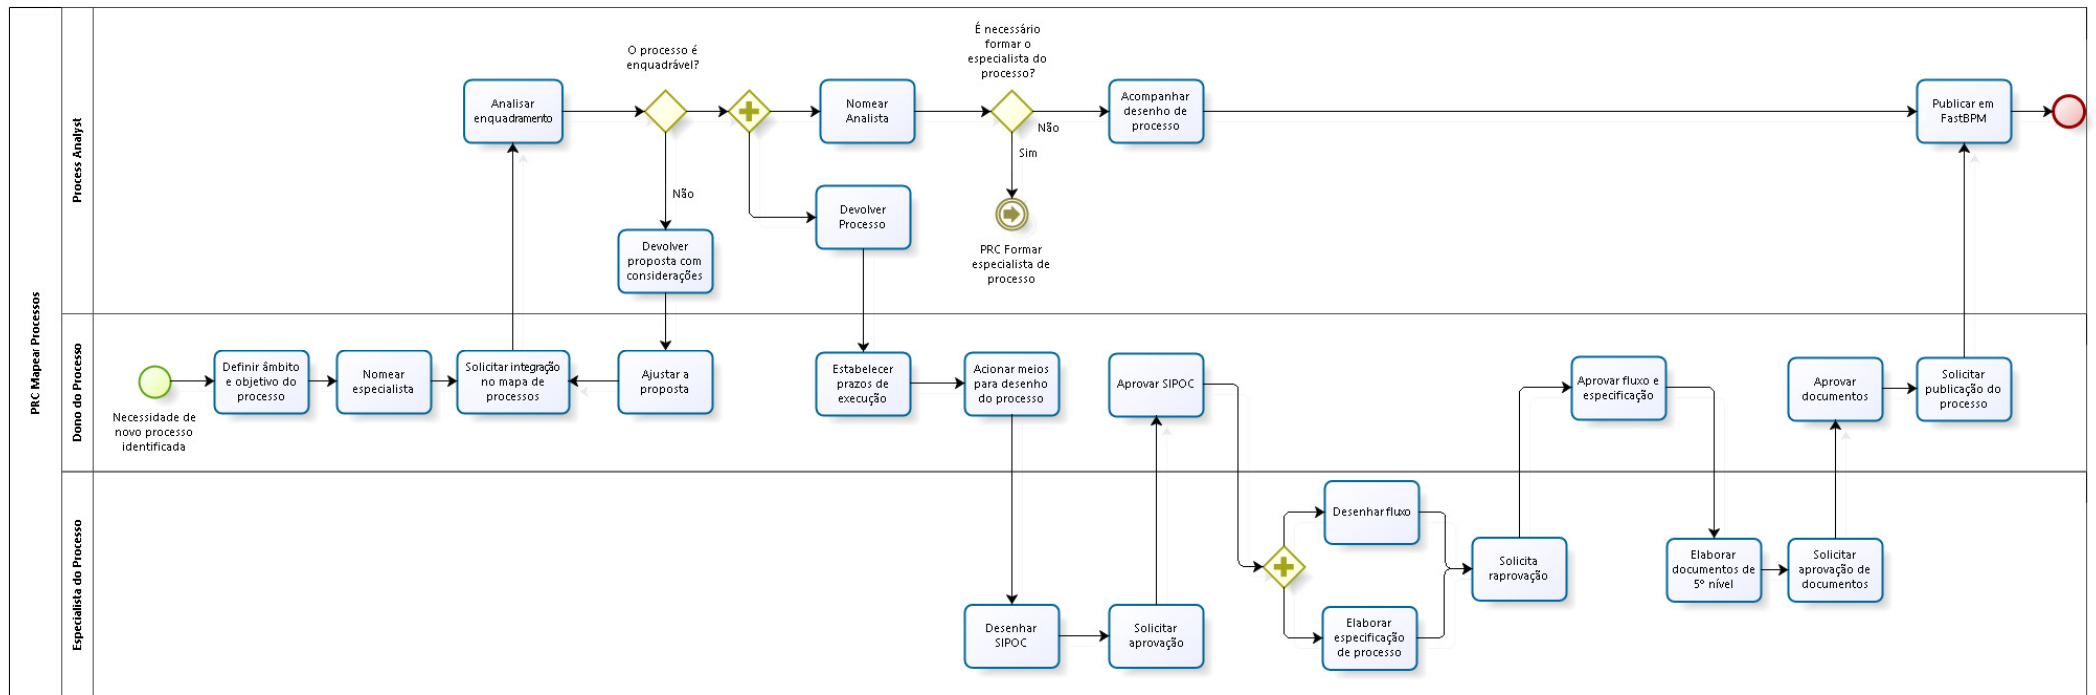 PRC Mapear Processos
Process Analyst
Analisar
enquadramento
O processo é
enquadrável?
Não
Devolver
proposta com
considerações
Nomear
Analista
Devolver
Processo
É necessário
formar o
especialista do
processo?
Não
Sim
PRC Formar
especialista de
processo
Acompanhar
desenho de
processo
Publicar em
FastBPM
Dono do Processo
Necessidade de
novo processo
identificada
Definir âmbito
e objetivo do
processo
Nomear
especialista
Solicitar integração
no mapa de
processos
Ajustar a
proposta
Estabelecer
prazos de
execução
Acionar meios
para desenho
do processo
Aprovar SIPOC
Aprovar fluxo e
especificação
Aprovar
documentos
Solicitar
publicação do
processo
Especialista do Processo
Desenhar
SIPOC
Solicitar
aprovação
Desenhar fluxo
Elaborar
especificação
de processo
Solicita
raprovação
Elaborar
documentos de
5º nível
Solicitar
aprovação de
documentos